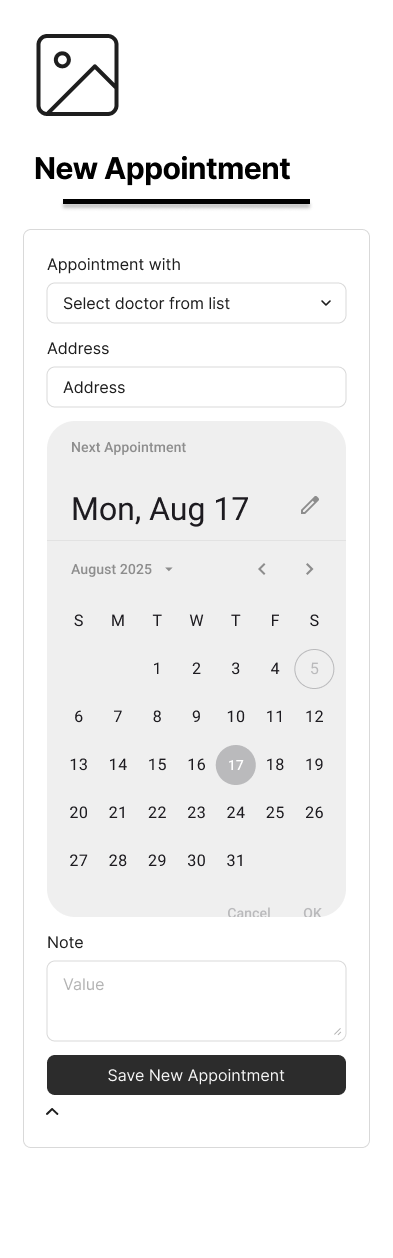 New Appointment
Appointment with
Select doctor from list
Address
Address
Next Appointment
Mon, Aug 17
August 2025
S M T W T F S
1 2 3 4 5
6 7 8 9 10 11 12
13 14 15 16 17 18 19
20 21 22 23 24 25 26
27 28 29 30 31
Cancel OK
Note
Value
Save New Appointment